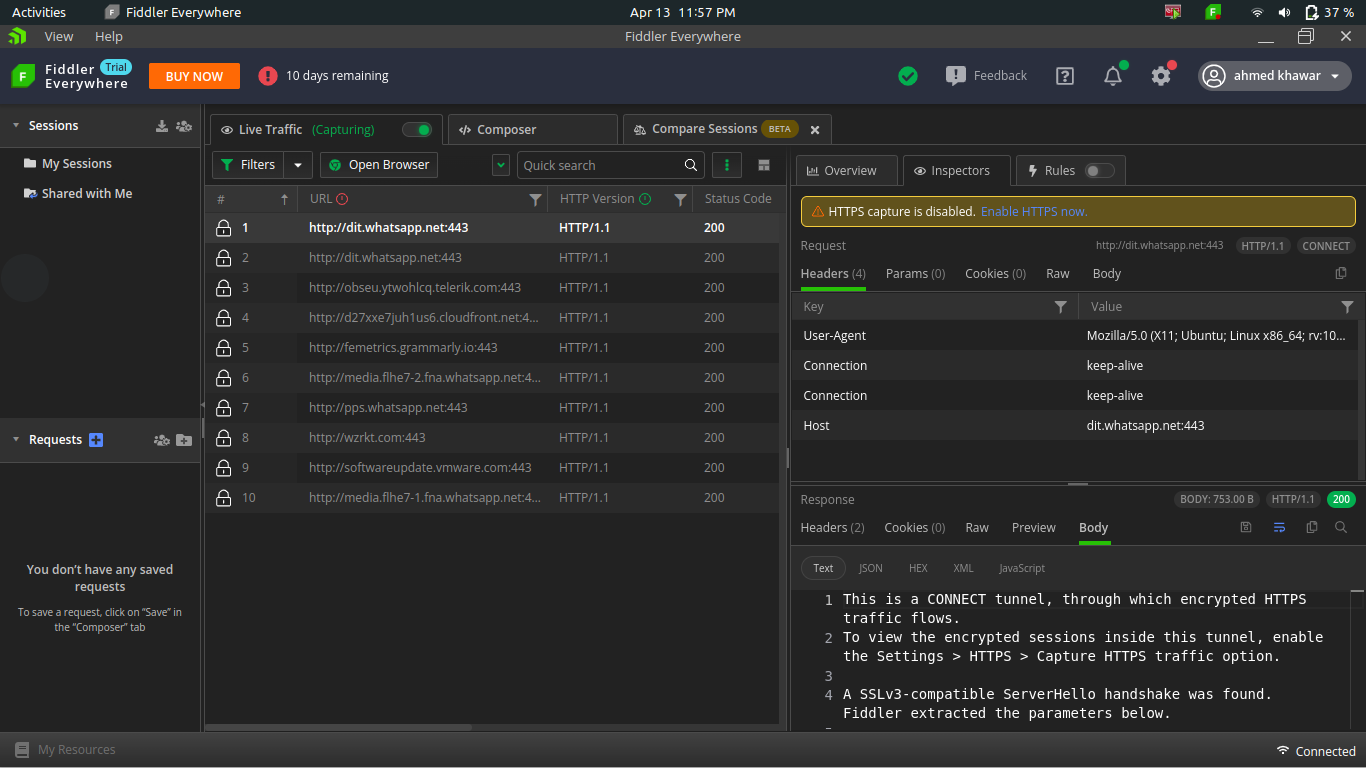 Activities Fiddler Everywhere Apr 13 11:57 PM 37 %
View Help Fiddler Everywhere
Fiddler Everywhere Trial BUY NOW 10 days remaining Feedback ahmed khawar
Sessions
My Sessions
Shared with Me
Requests
You don't have any saved
requests
To save a request, click on "Save" in
the "Composer" tab
Live Traffic (Capturing) Composer Compare Sessions BETA
Filters Open Browser Quick search
# URL HTTP Version Status Code
1 http://dit.whatsapp.net:443 HTTP/1.1 200
2 http://dit.whatsapp.net:443 HTTP/1.1 200
3 http://obseu.ytwohlcq.telerik.com:443 HTTP/1.1 200
4 http://d27xxe7juh1us6.cloudfront.net:4... HTTP/1.1 200
5 http://femetrics.grammarly.io:443 HTTP/1.1 200
6 http://media.flhe7-2.fna.whatsapp.net:4... HTTP/1.1 200
7 http://pps.whatsapp.net:443 HTTP/1.1 200
8 http://wzrkt.com:443 HTTP/1.1 200
9 http://softwareupdate.vmware.com:443 HTTP/1.1 200
10 http://media.flhe7-1.fna.whatsapp.net:4... HTTP/1.1 200
Overview Inspectors Rules
HTTPS capture is disabled. Enable HTTPS now.
Request http://dit.whatsapp.net:443 HTTP/1.1 CONNECT
Headers (4) Params (0) Cookies (0) Raw Body
Key Value
User-Agent Mozilla/5.0 (X11; Ubuntu; Linux x86_64; rv:10...
Connection keep-alive
Connection keep-alive
Host dit.whatsapp.net:443
Response BODY: 753.00 B HTTP/1.1 200
Headers (2) Cookies (0) Raw Preview Body
Text JSON HEX XML JavaScript
1 This is a CONNECT tunnel, through which encrypted HTTPS
traffic flows.
2 To view the encrypted sessions inside this tunnel, enable
the Settings > HTTPS > Capture HTTPS traffic option.
3
4 A SSLv3-compatible ServerHello handshake was found.
Fiddler extracted the parameters below.
My Resources Connected